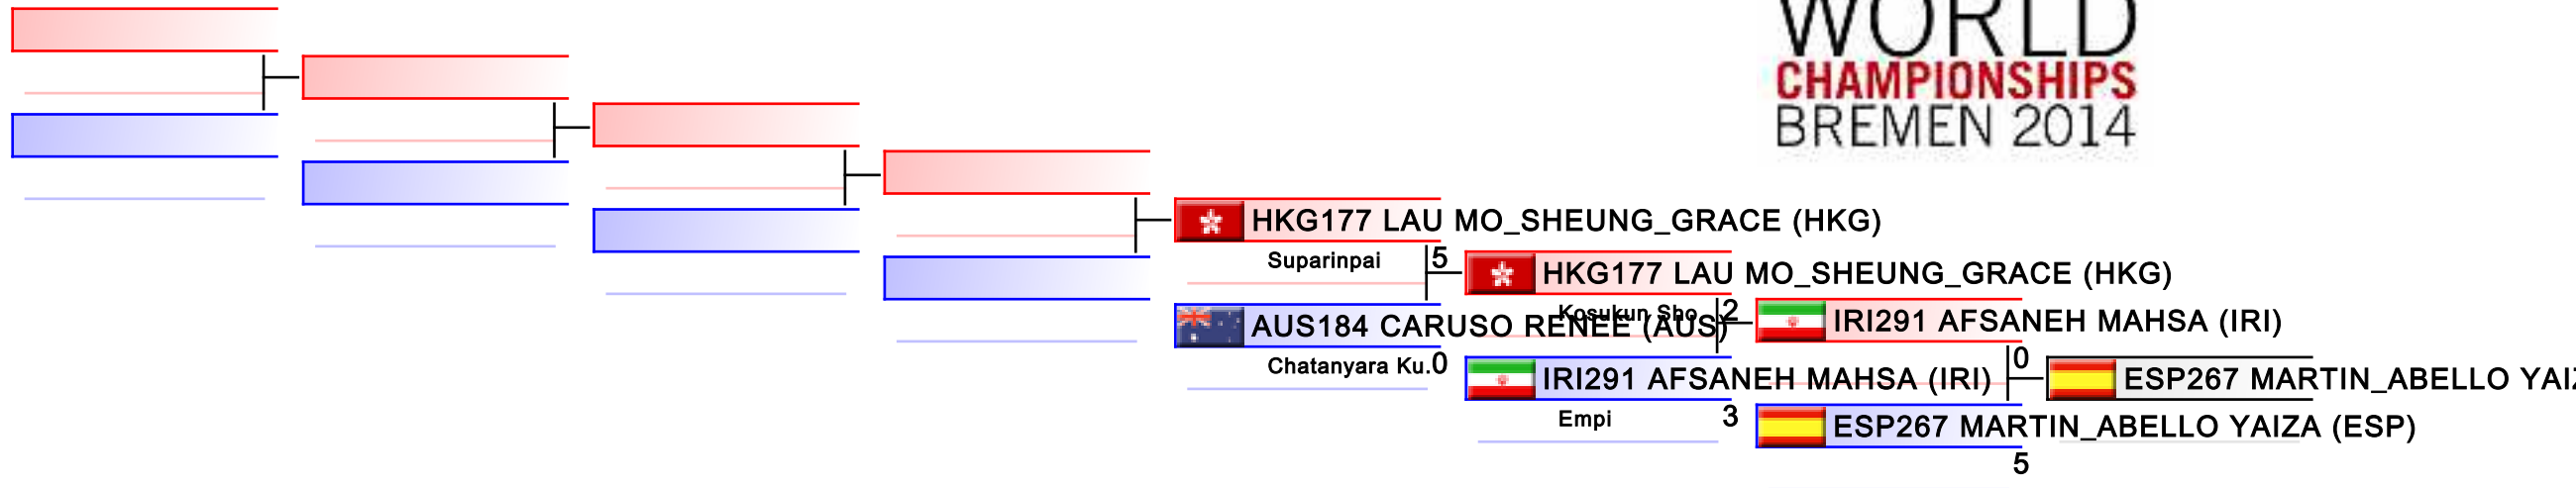 WORLD
CHAMPIONSHIPS
BREMEN 2014
HKG177 LAU MO_SHEUNG_GRACE (HKG)
Suparinpai
5
HKG177 LAU MO_SHEUNG_GRACE (HKG)
Kosukun Sho
2
AUS184 CARUSO RENEE (AUS)
Chatanyara Ku.
0
IRI291 AFSANEH MAHSA (IRI)
0
IRI291 AFSANEH MAHSA (IRI)
Empi
3
ESP267 MARTIN_ABELLO YAIZA (ESP)
5
ESP267 MARTIN_ABELLO YAIZ